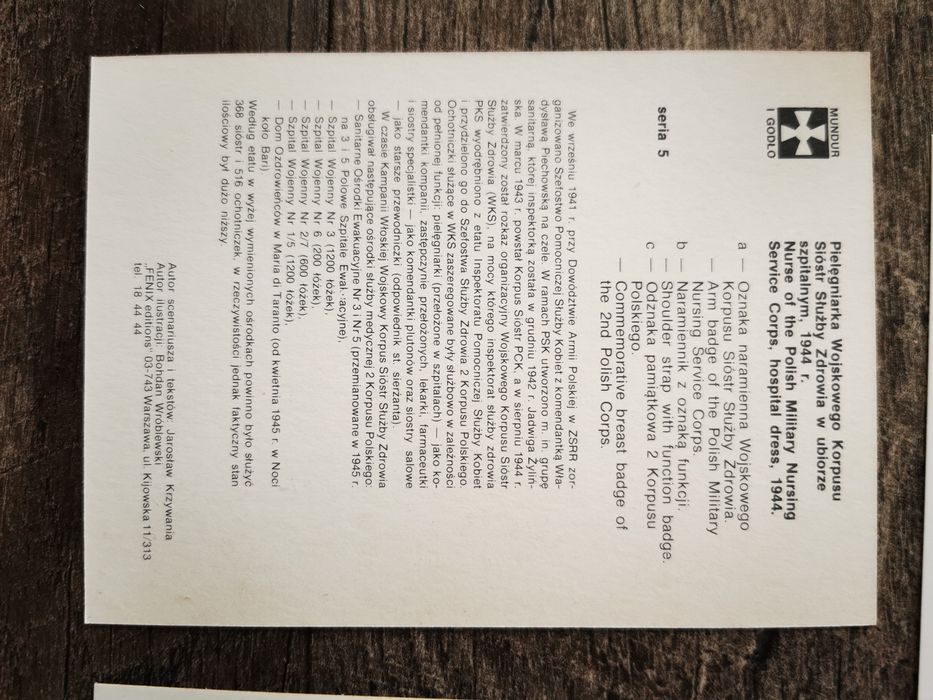 MUNDUR
I GODŁO
seria 5
Pielęgniarka Wojskowego Korpusu
Sióstr Służby Zdrowia w ubiorze
szpitalnym, 1944 r.
Nurse of the Polish Military Nursing
Service Corps, hospital dress, 1944.
a — Oznaka naramienna Wojskowego
Korpusu Sióstr Służby Zdrowia.
— Arm badge of the Polish Military
Nursing Service Corps.
b — Naramiennik z oznaką funkcji.
— Shoulder strap with function badge.
c — Odznaka pamiątkowa 2 Korpusu
Polskiego.
— Commemorative breast badge of
the 2nd Polish Corps.
We wrześniu 1941 r. przy Dowództwie Armii Polskiej w ZSRR zor-
ganizowano Szefostwo Pomocniczej Służby Kobiet z komendantką Wła-
dysławą Piechowską na czele. W ramach PSK utworzono m. in. grupę
sanitarną, której inspektorką została w grudniu 1942 r. Jadwiga Żyliń-
ska. W marcu 1943 r. powstał Korpus Sióstr PCK, a w sierpniu 1944 r.
zatwierdzony został rozkaz organizacyjny Wojskowego Korpusu Sióstr
Służby Zdrowia (WKS), na mocy którego inspektorat służby zdrowia
PKS wyodrębniono z etatu Inspektoratu Pomocniczej Służby Kobiet
i przydzielono go do Szefostwa Służby Zdrowia 2 Korpusu Polskiego.
Ochotniczki służące w WKS zaszeregowane były służbowo w zależności
od pełnionej funkcji: pielęgniarki (przełożone w szpitalach) — jako ko-
mendantki kompanii, zastępczynie przełożonych, lekarki, farmaceutki
i siostry specjalistki — jako komendantki plutonów oraz siostry salowe
— jako starsze przewodniczki (odpowiednik st. sierżanta).
W czasie Kampanii Włoskiej Wojskowy Korpus Sióstr Służby Zdrowia
obsługiwał następujące ośrodki służby medycznej 2 Korpusu Polskiego:
— Sanitarne Ośrodki Ewakuacyjne Nr 3 i Nr 5 (przemianowane w 1945 r.
na 3 i 5 Polowe Szpitale Ewakuacyjne),
— Szpital Wojenny Nr 3 (1200 łóżek),
— Szpital Wojenny Nr 6 (200 łóżek),
— Szpital Wojenny Nr 2/7 (600 łóżek),
— Szpital Wojenny Nr 1/5 (1200 łóżek),
— Dom Ozdrowieńców w Maria di Taranto (od kwietnia 1945 r. w Noci
koło Bari).
Według etatu w wyżej wymienionych ośrodkach powinno było służyć
368 sióstr i 516 ochotniczek, w rzeczywistości jednak faktyczny stan
ilościowy był dużo niższy.
Autor scenariusza i tekstów: Jarosław Krzywania
Autor ilustracji: Bohdan Wróblewski
„FENIX editions" 03-743 Warszawa, ul. Kijowska 11/313
tel 18 44 44